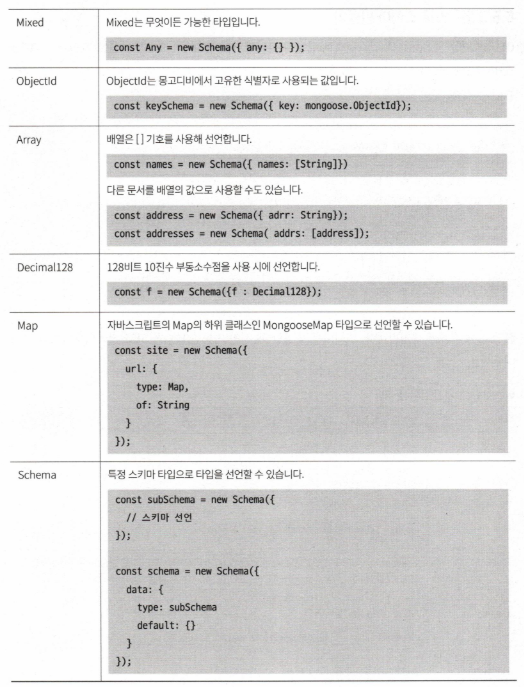 Mixed
Mixed는 무엇이든 가능한 타입입니다.
const Any = new Schema({ any: {} });
ObjectId
ObjectId는 몽고디비에서 고유한 식별자로 사용되는 값입니다.
const keySchema = new Schema({ key: mongoose.ObjectId});
Array
배열은 [ ] 기호를 사용해 선언합니다.
const names = new Schema({ names: [String]})
다른 문서를 배열의 값으로 사용할 수도 있습니다.
const address = new Schema({ adrr: String});
const addresses = new Schema( addrs: [address]);
Decimal128
128비트 10진수 부동소수점을 사용 시에 선언합니다.
const f = new Schema({f : Decimal128});
Map
자바스크립트의 Map의 하위 클래스인 MongooseMap 타입으로 선언할 수 있습니다.
const site = new Schema({
url: {
type: Map,
of: String
}
});
Schema
특정 스키마 타입으로 타입을 선언할 수 있습니다.
const subSchema = new Schema({
// 스키마 선언
});
const schema = new Schema({
data: {
type: subSchema
default: {}
}
});